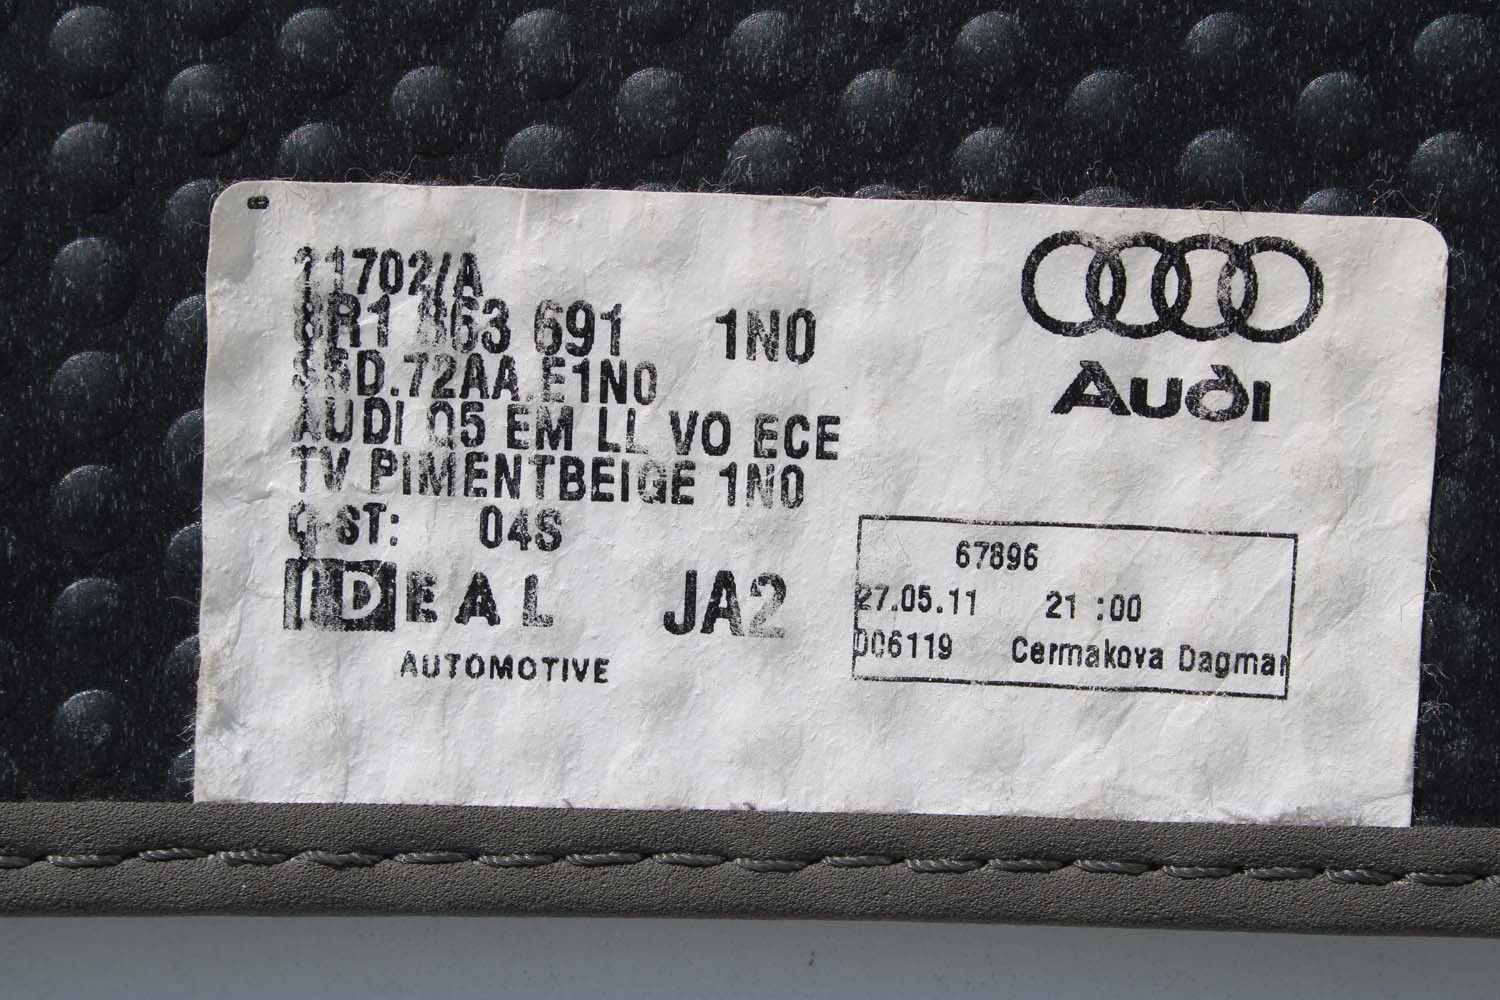 11702/A
8R1 863 691 1N0
S5D.72AA.E1N0
AUDI Q5 EM LL VO ECE
TV PIMENTBEIGE 1N0
Q-ST: 04S
IDEAL JA2
AUTOMOTIVE
Audi
67896
27.05.11 21 :00
006119 Cermakova Dagmar